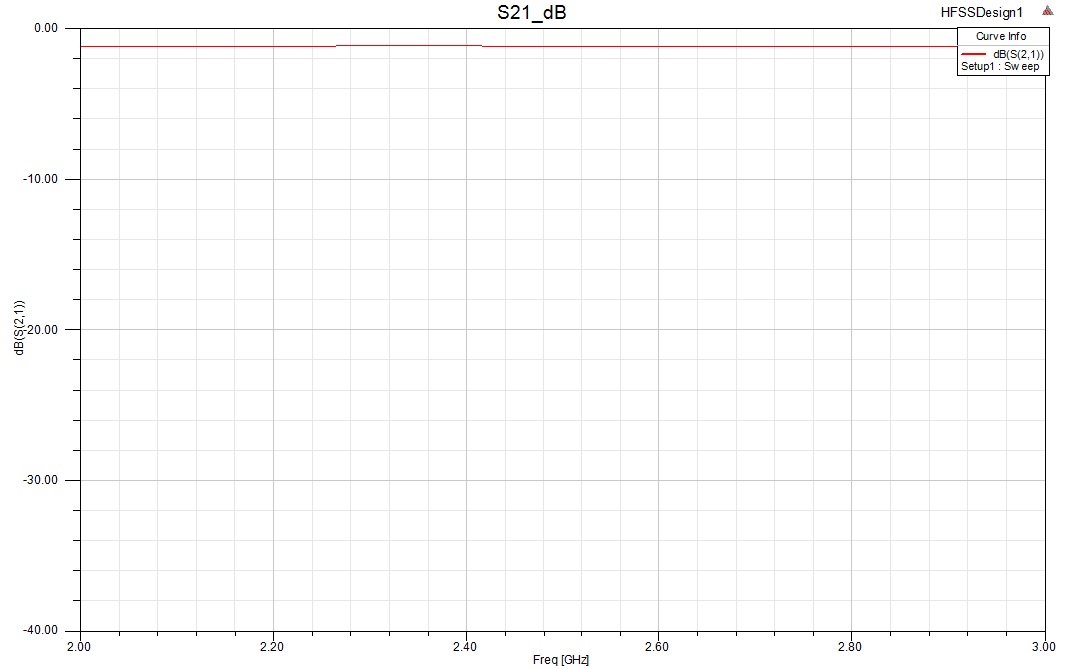 S21_dB
HFSSDesign1
Curve Info
dB(S(2,1))
Setup1 : Sweep
0.00
-10.00
-20.00
-30.00
-40.00
dB(S(2,1))
2.00 2.20 2.40 2.60 2.80 3.00
Freq [GHz]